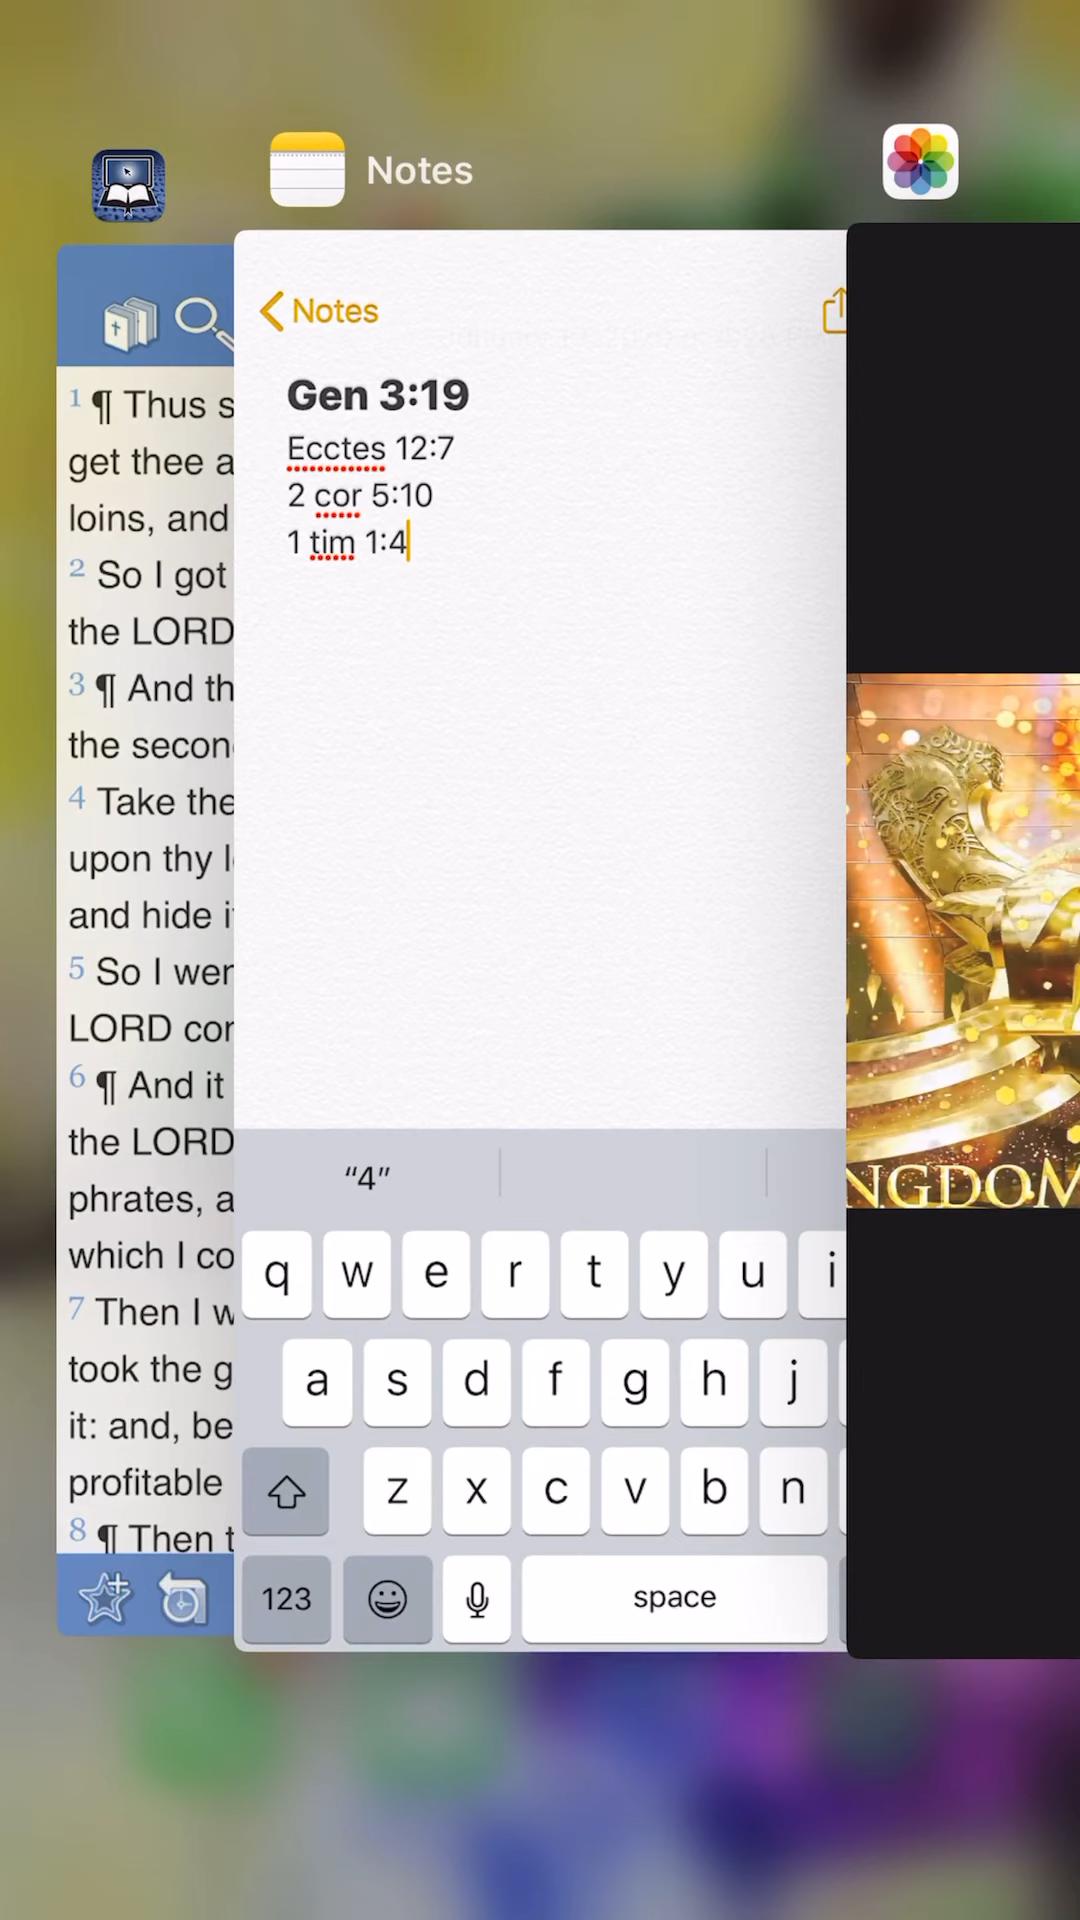 Notes
Notes
Gen 3:19
Ecctes 12:7
2 cor 5:10
1 tim 1:4
1 ¶ Thus s
get thee a
loins, and
2 So I got
the LORD
3 ¶ And th
the secon
4 Take the
upon thy l
and hide i
5 So I wer
LORD cor
6 ¶ And it
the LORD
phrates, a
which I co
7 Then I w
took the g
it: and, be
profitable
8 ¶ Then t
NGDOM
“4”
q w e r t y u i
a s d f g h j
z x c v b n
123 space